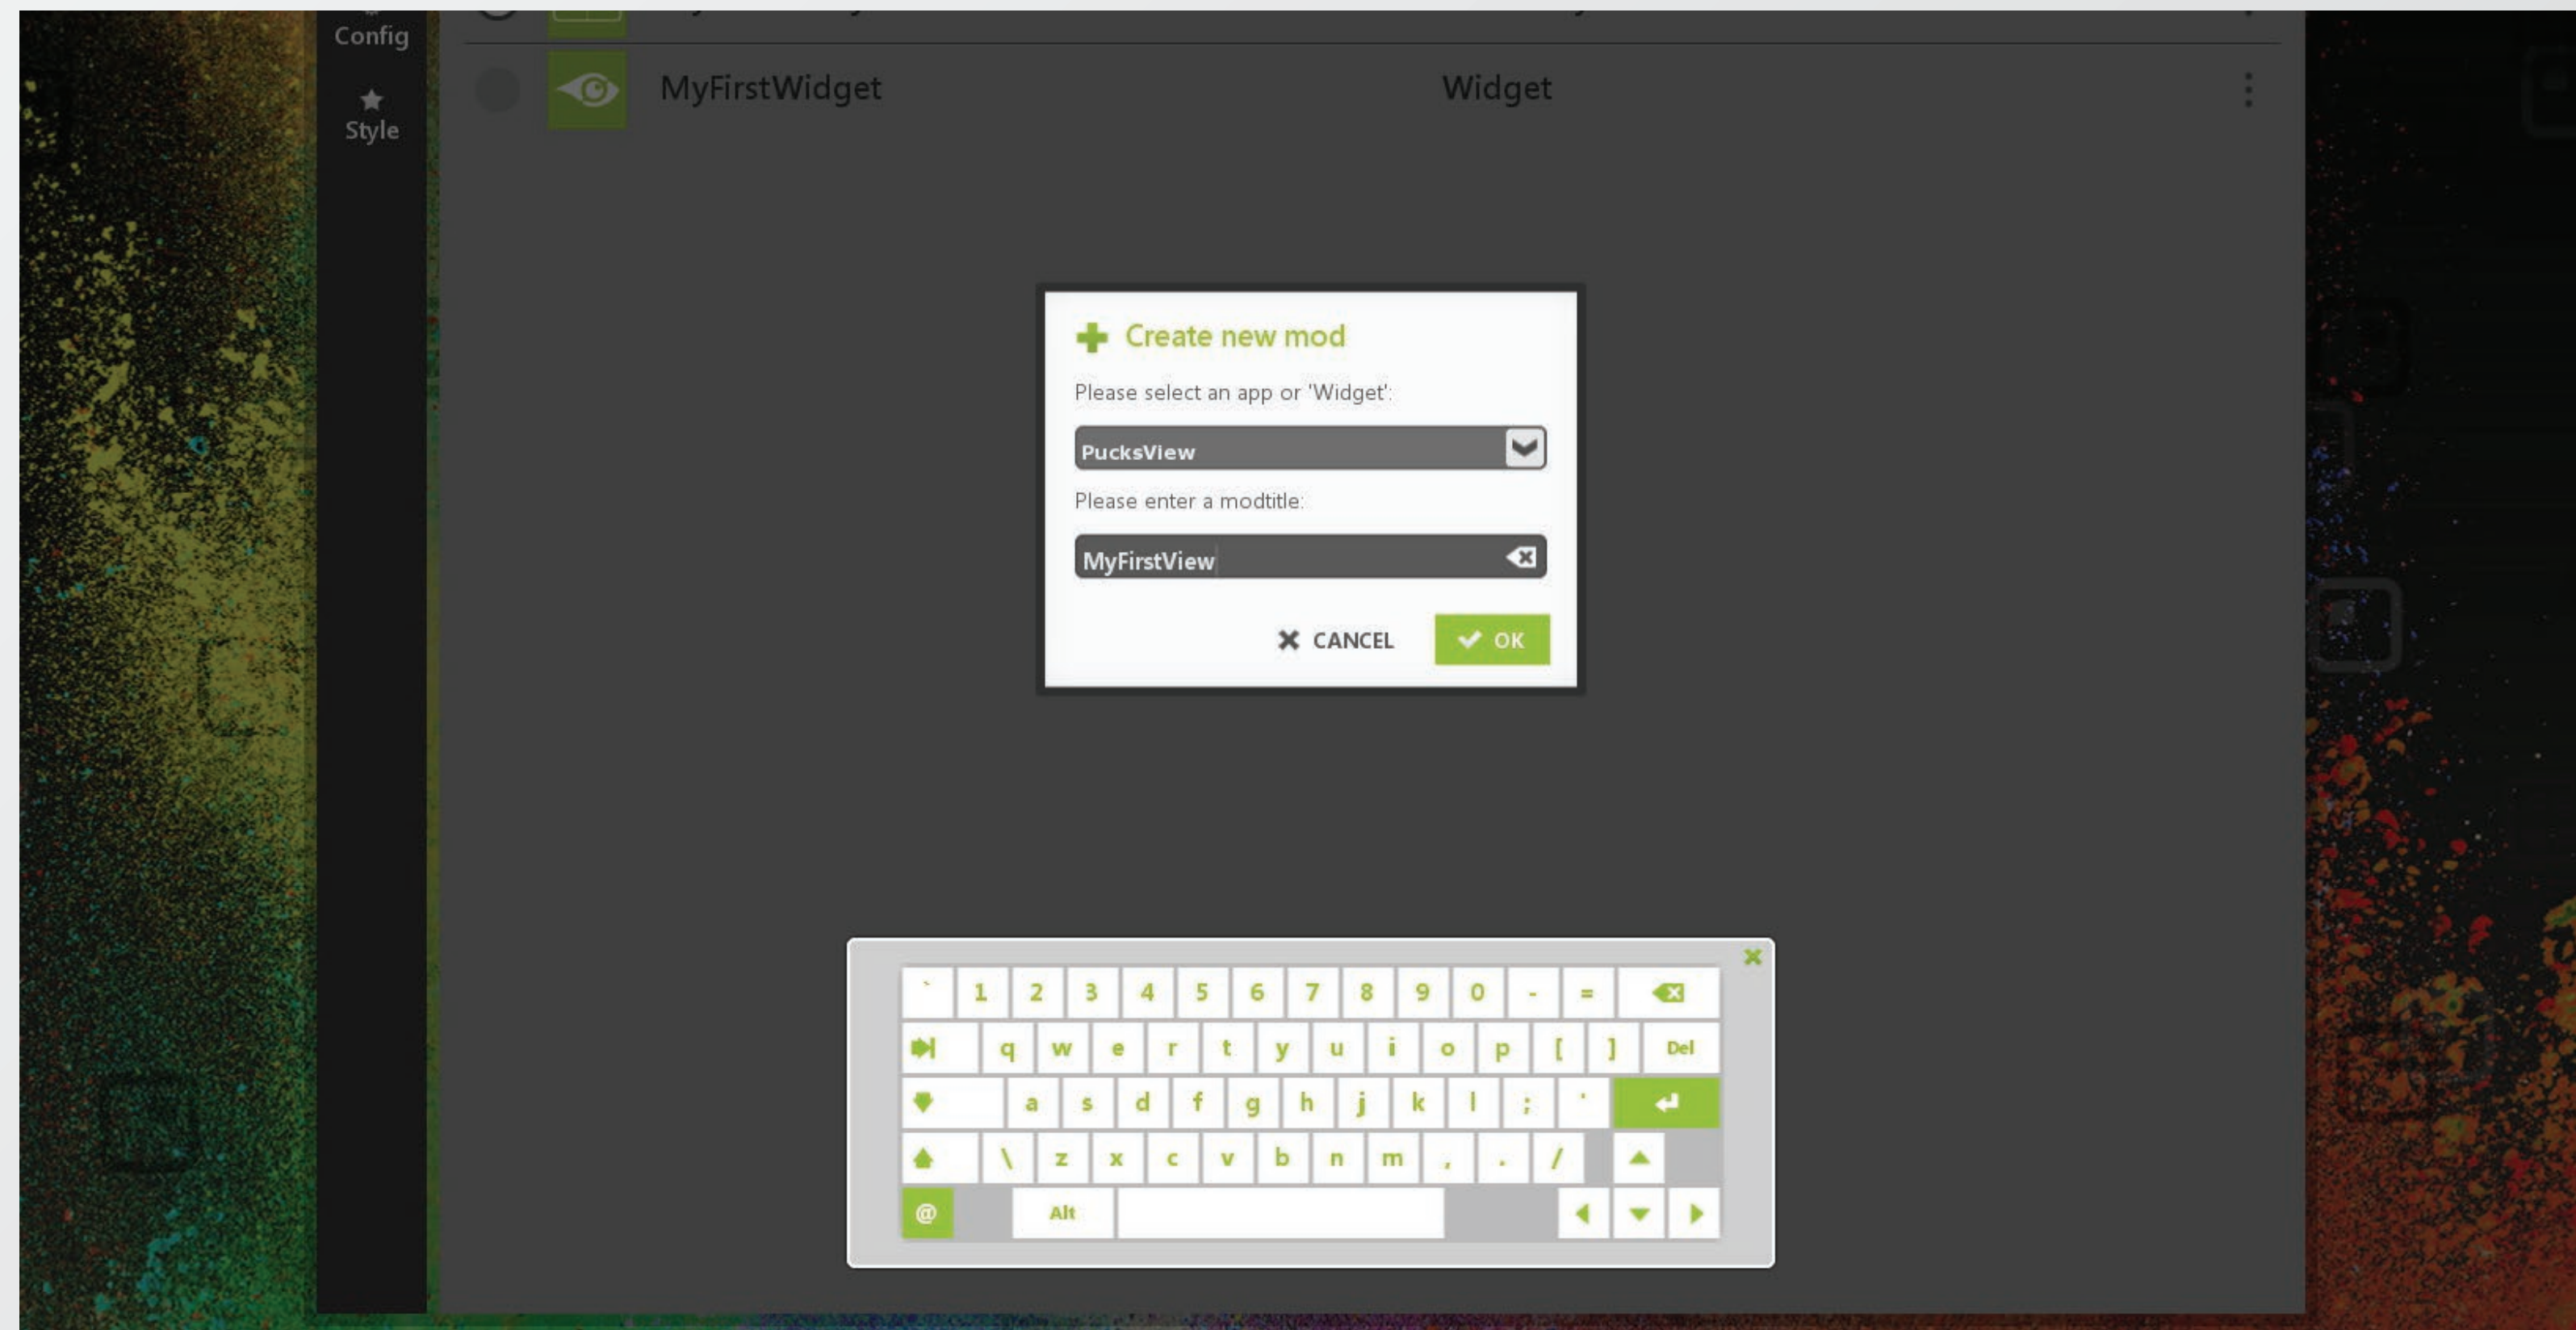 Config
MyFirstWidget Widget
Style
Create new mod
Please select an app or 'Widget':
PucksView
Please enter a modtitle:
MyFirstView
CANCEL OK
` 1 2 3 4 5 6 7 8 9 0 - =
q w e r t y u i o p [ ] Del
a s d f g h j k l ; '
\ z x c v b n m , . /
@ Alt